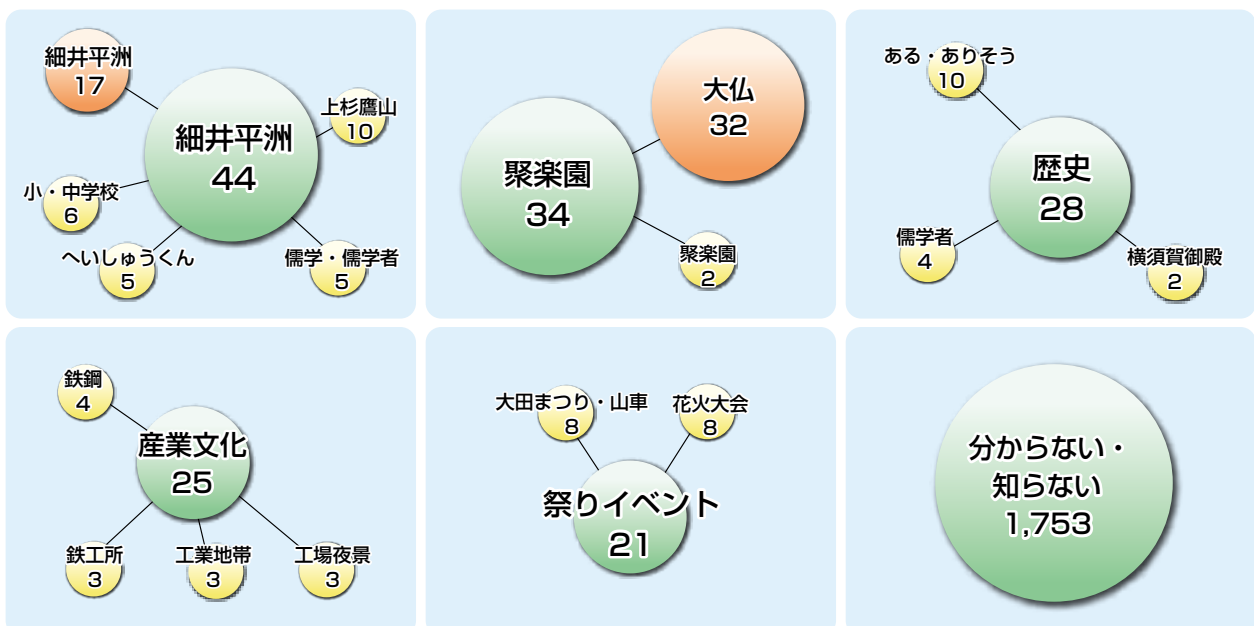 細井平洲
17
上杉鷹山
10
細井平洲
44
小・中学校
6
へいしゅうくん
5
儒学・儒学者
5
大仏
32
聚楽園
34
聚楽園
2
ある・ありそう
10
歴史
28
儒学者
4
横須賀御殿
2
鉄鋼
4
産業文化
25
鉄工所
3
工業地帯
3
工場夜景
3
大田まつり・山車
8
花火大会
8
祭りイベント
21
分からない・
知らない
1,753